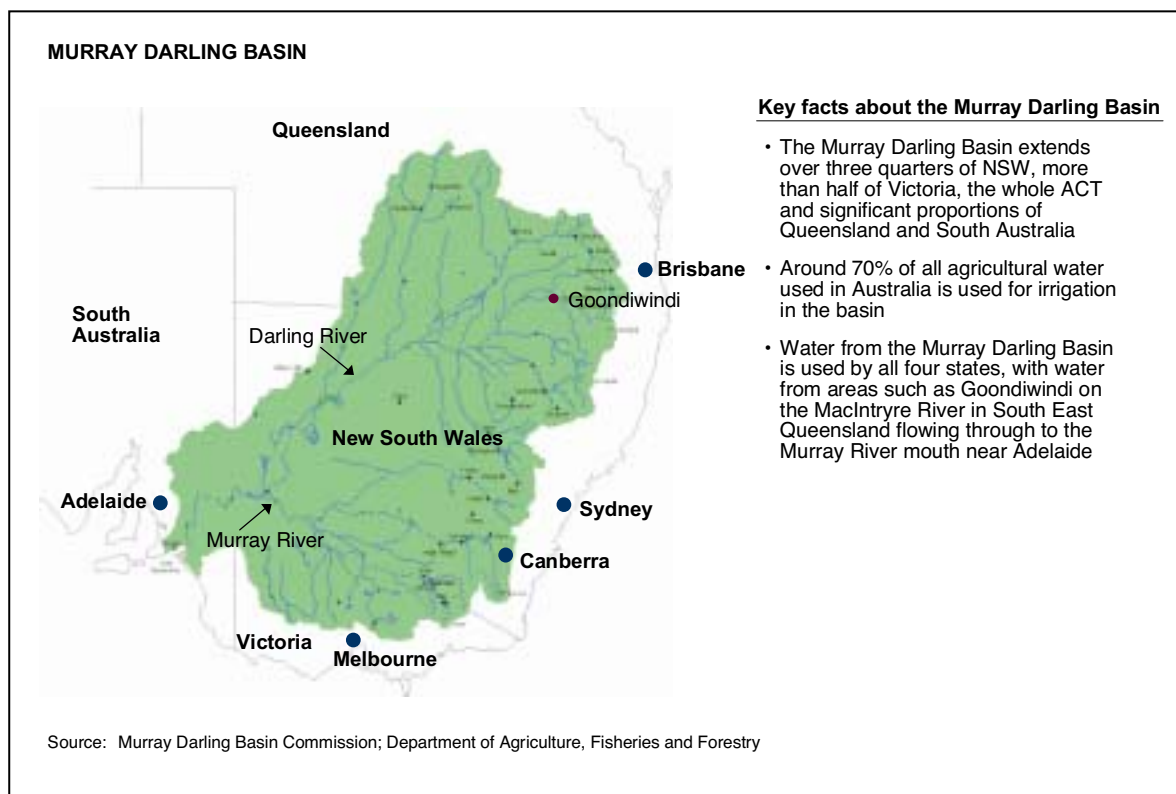 MURRAY DARLING BASIN
Queensland
Brisbane
Goondiwindi
South
Australia
Darling River
New South Wales
Adelaide
Sydney
Murray River
Canberra
Victoria
Melbourne
Key facts about the Murray Darling Basin
• The Murray Darling Basin extends
over three quarters of NSW, more
than half of Victoria, the whole ACT
and significant proportions of
Queensland and South Australia
• Around 70% of all agricultural water
used in Australia is used for irrigation
in the basin
• Water from the Murray Darling Basin
is used by all four states, with water
from areas such as Goondiwindi on
the MacIntryre River in South East
Queensland flowing through to the
Murray River mouth near Adelaide
Source: Murray Darling Basin Commission; Department of Agriculture, Fisheries and Forestry